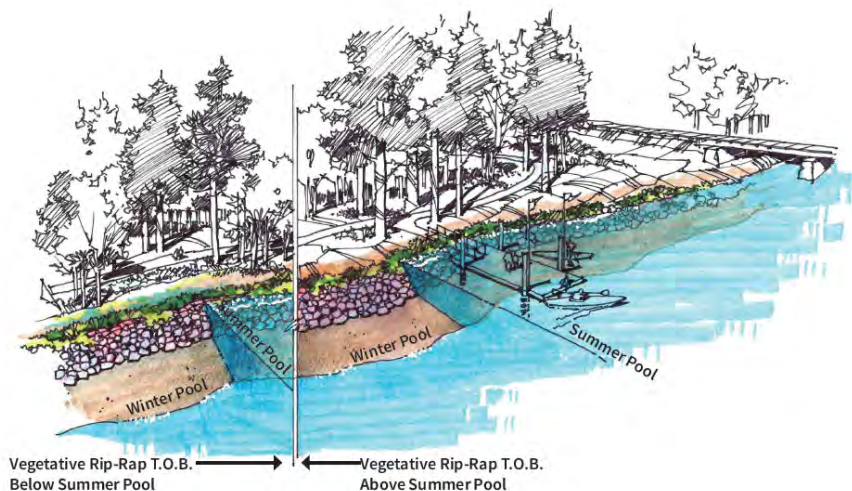 Summer Pool
Winter Pool
Winter Pool
Summer Pool
Vegetative Rip-Rap T.O.B.
Below Summer Pool
Vegetative Rip-Rap T.O.B.
Above Summer Pool